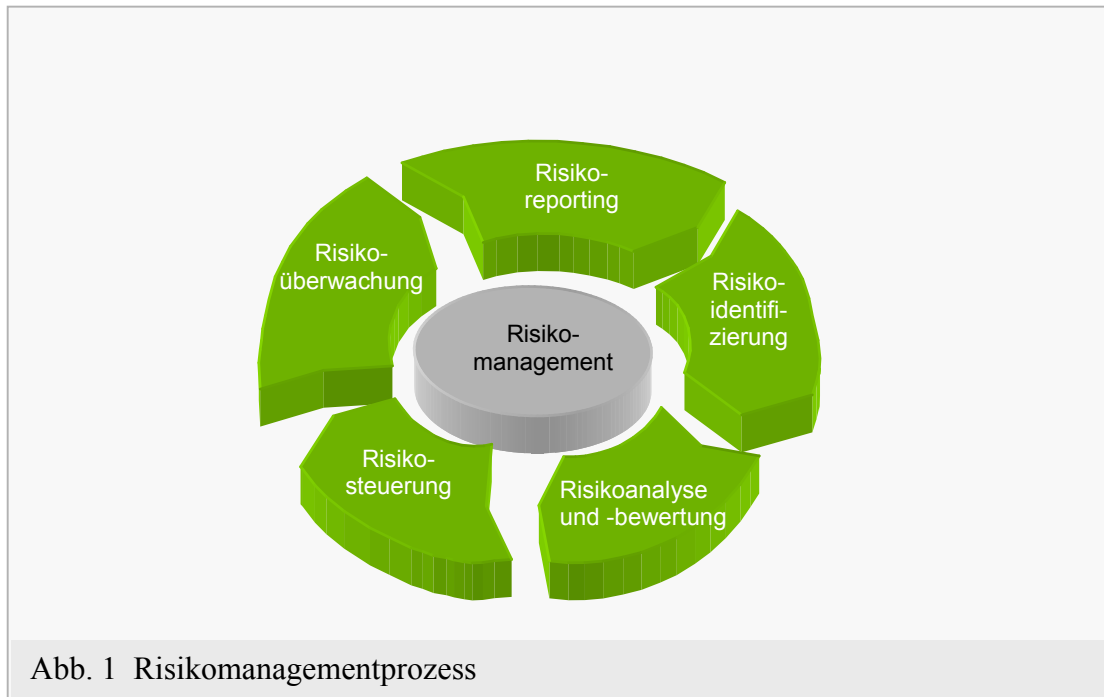 Risiko-
reporting
Risiko-
identifi-
zierung
Risikoanalyse
und -bewertung
Risiko-
steuerung
Risiko-
überwachung
Risiko-
management
Abb. 1 Risikomanagementprozess